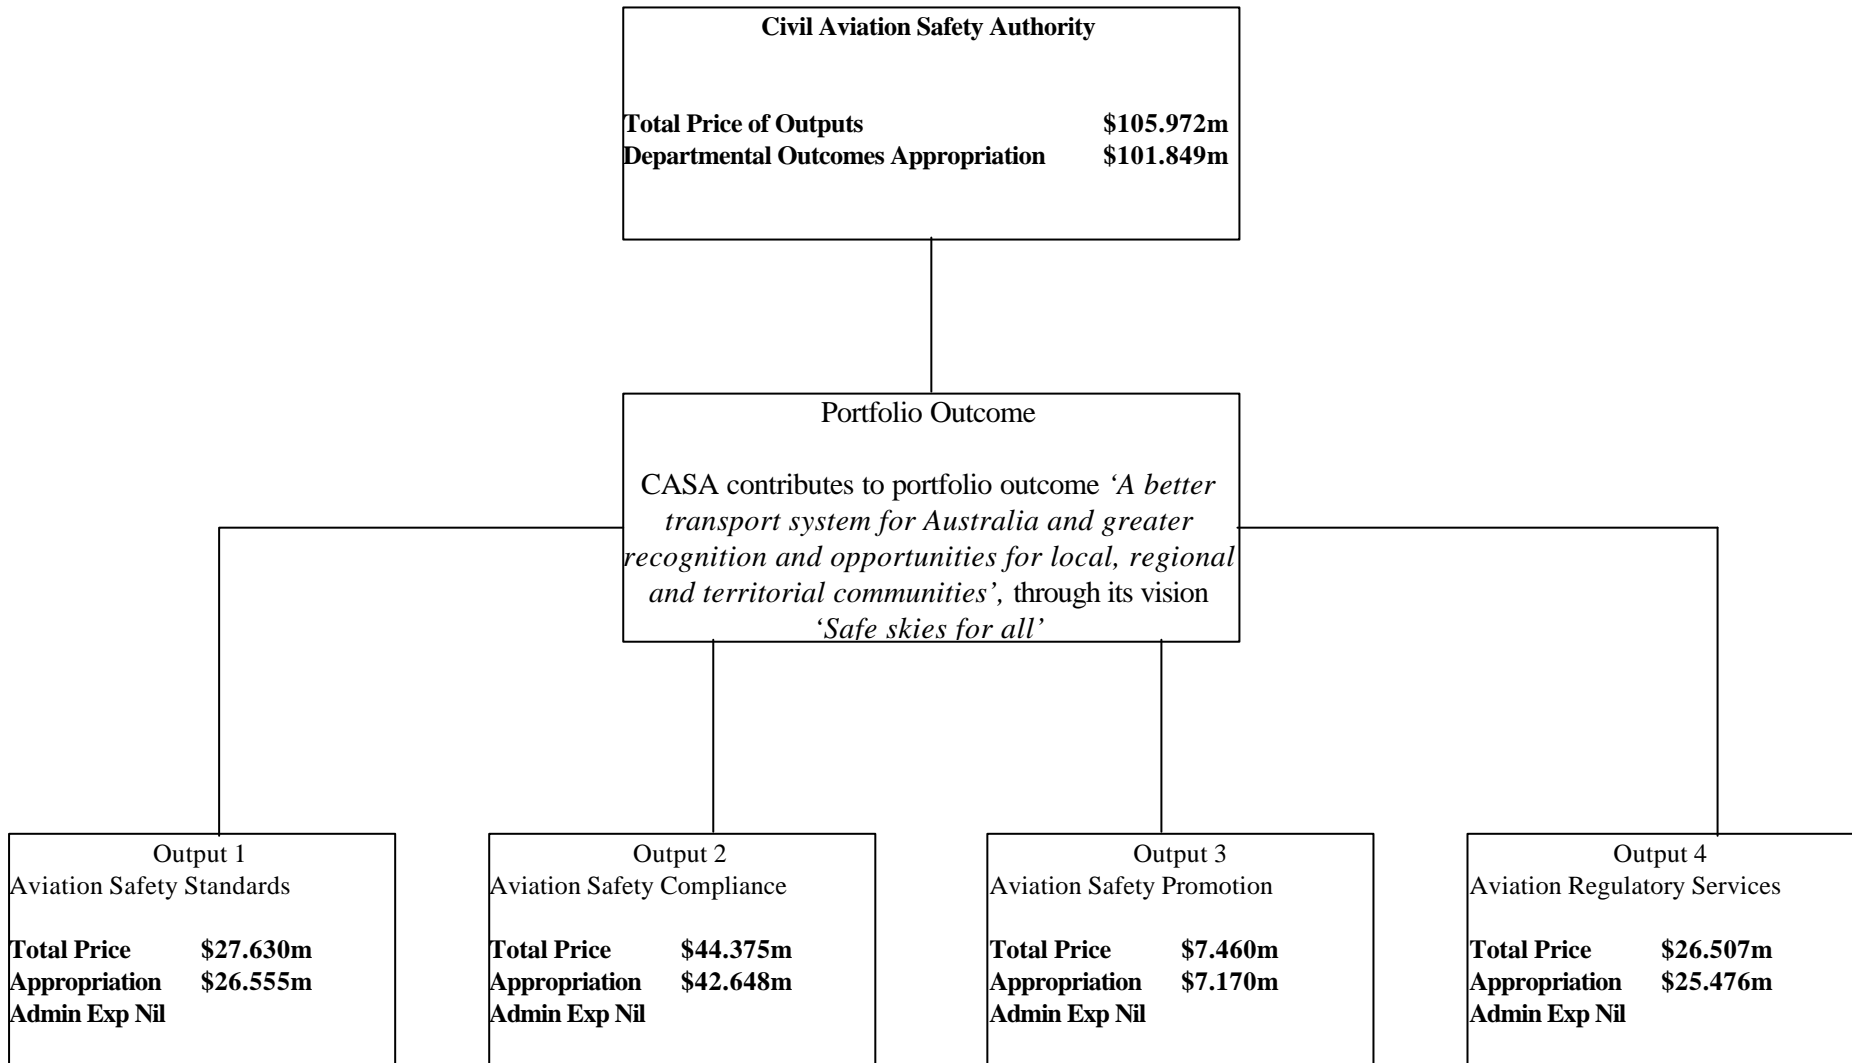 Civil Aviation Safety Authority
Total Price of Outputs $105.972m
Departmental Outcomes Appropriation $101.849m
Portfolio Outcome
CASA contributes to portfolio outcome ‘A better
transport system for Australia and greater
recognition and opportunities for local, regional
and territorial communities’, through its vision
‘Safe skies for all’
Output 1
Aviation Safety Standards
Total Price $27.630m
Appropriation $26.555m
Admin Exp Nil
Output 2
Aviation Safety Compliance
Total Price $44.375m
Appropriation $42.648m
Admin Exp Nil
Output 3
Aviation Safety Promotion
Total Price $7.460m
Appropriation $7.170m
Admin Exp Nil
Output 4
Aviation Regulatory Services
Total Price $26.507m
Appropriation $25.476m
Admin Exp Nil